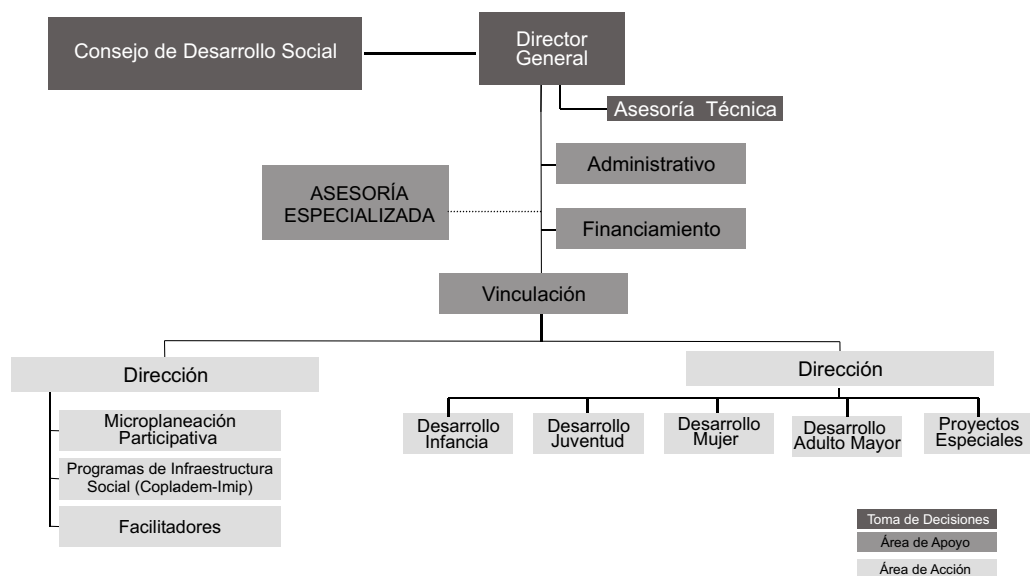 Consejo de Desarrollo Social
Director
General
Asesoría Técnica
Administrativo
ASESORÍA
ESPECIALIZADA
Financiamiento
Vinculación
Dirección
Microplaneación
Participativa
Programas de Infraestructura
Social (Copladem-Imip)
Facilitadores
Dirección
Desarrollo
Infancia
Desarrollo
Juventud
Desarrollo
Mujer
Desarrollo
Adulto Mayor
Proyectos
Especiales
Toma de Decisiones
Área de Apoyo
Área de Acción